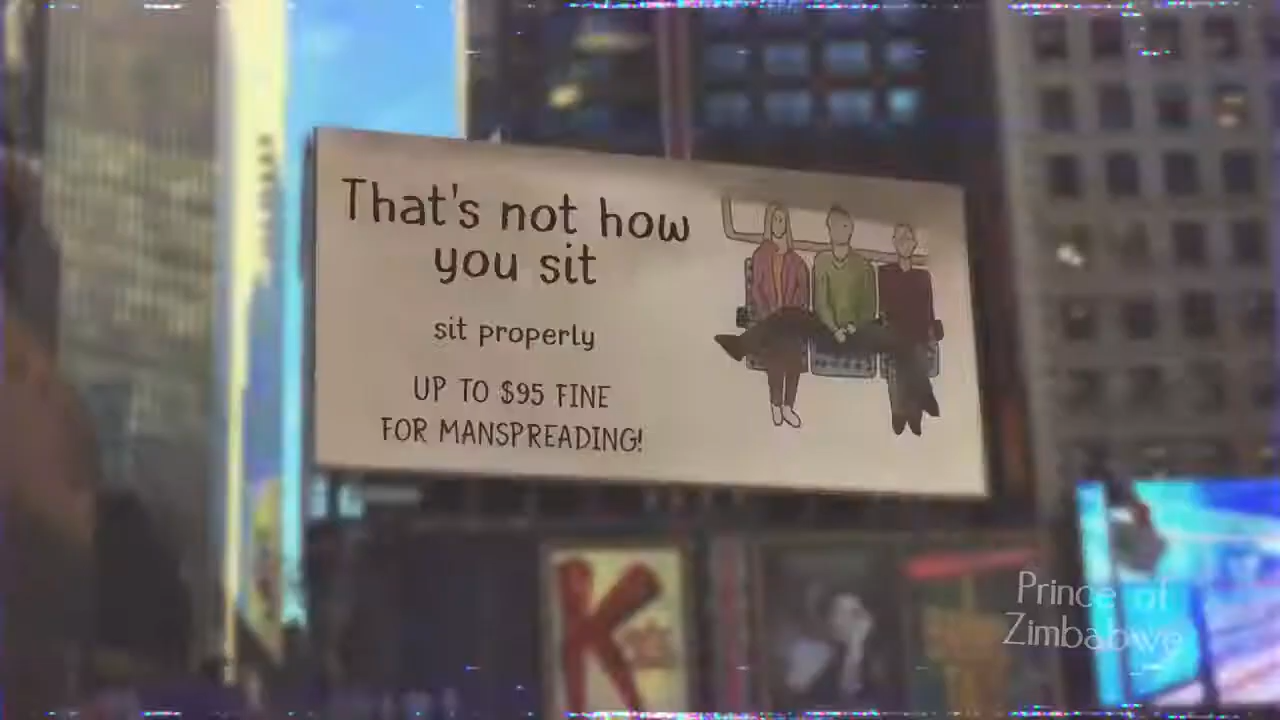 That's not how
you sit
sit properly
UP TO $95 FINE
FOR MANSPREADING!
K
Prince of
Zimbabwe